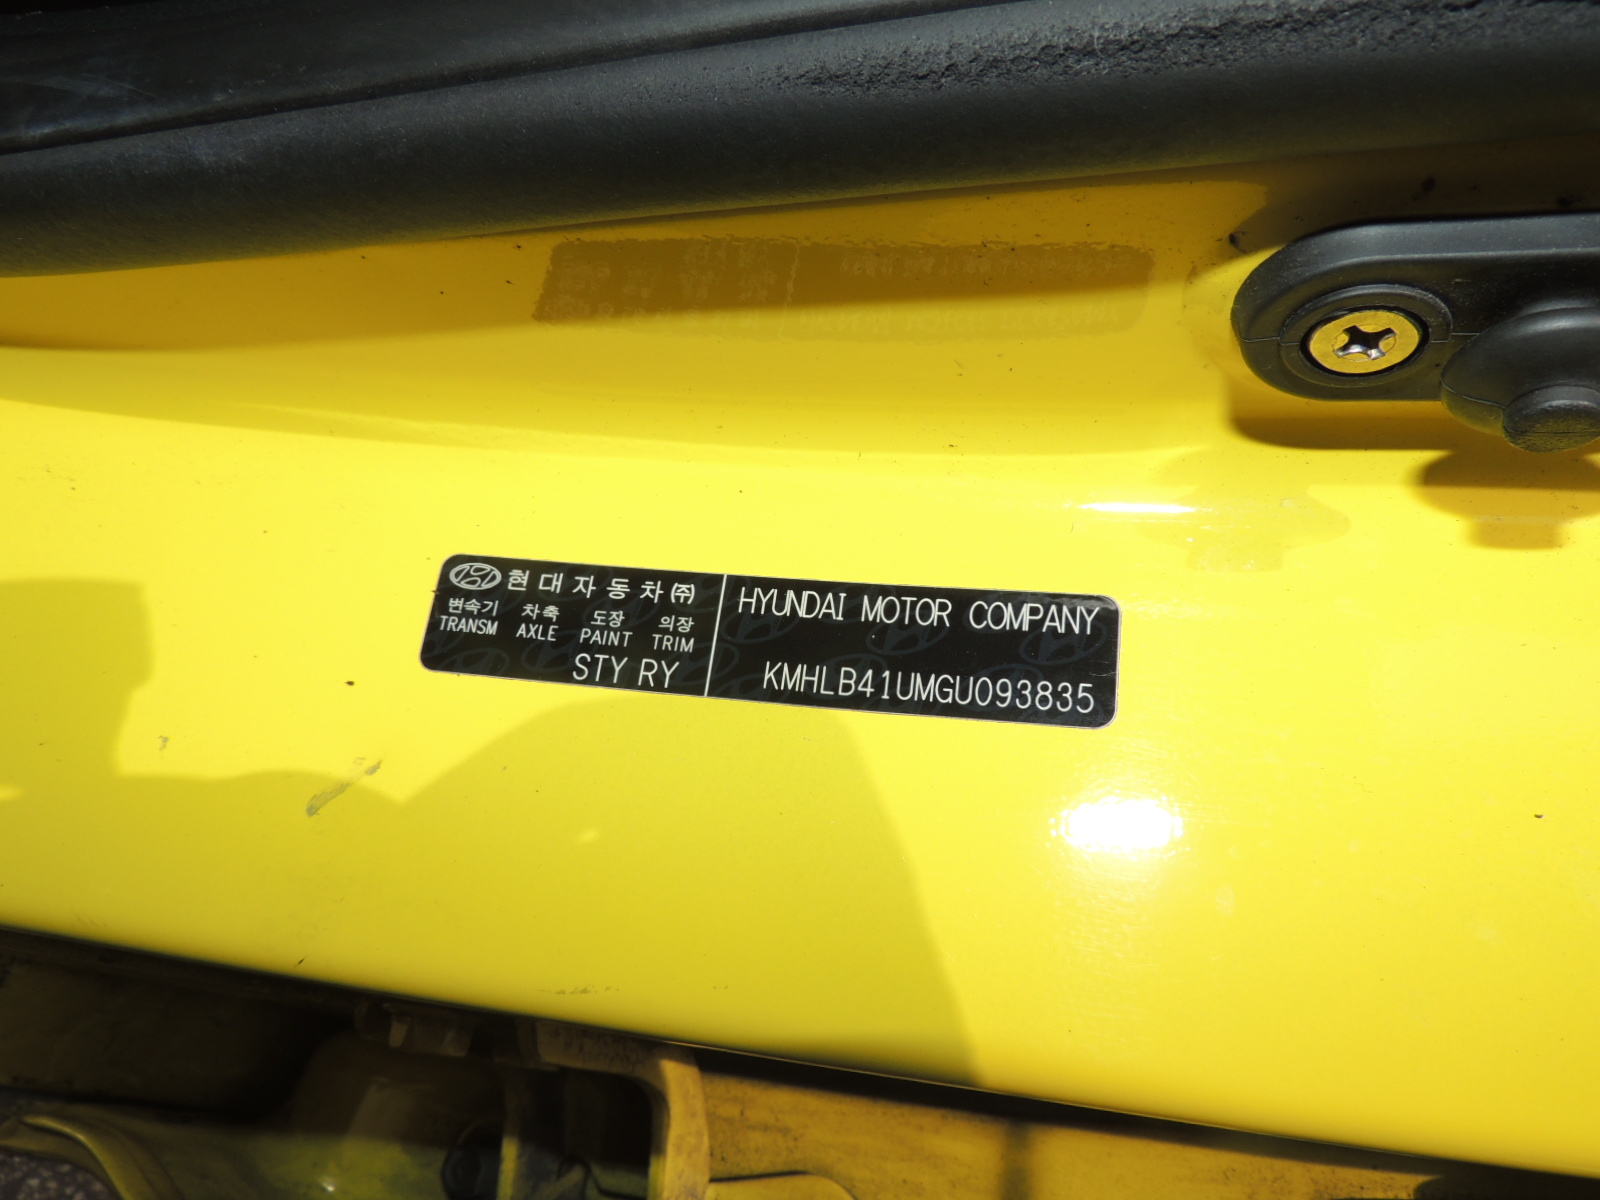 현대자동차㈜
변속기 차축 도장 의장
TRANSM AXLE PAINT TRIM
STY RY
HYUNDAI MOTOR COMPANY
KMHLB41UMGU093835